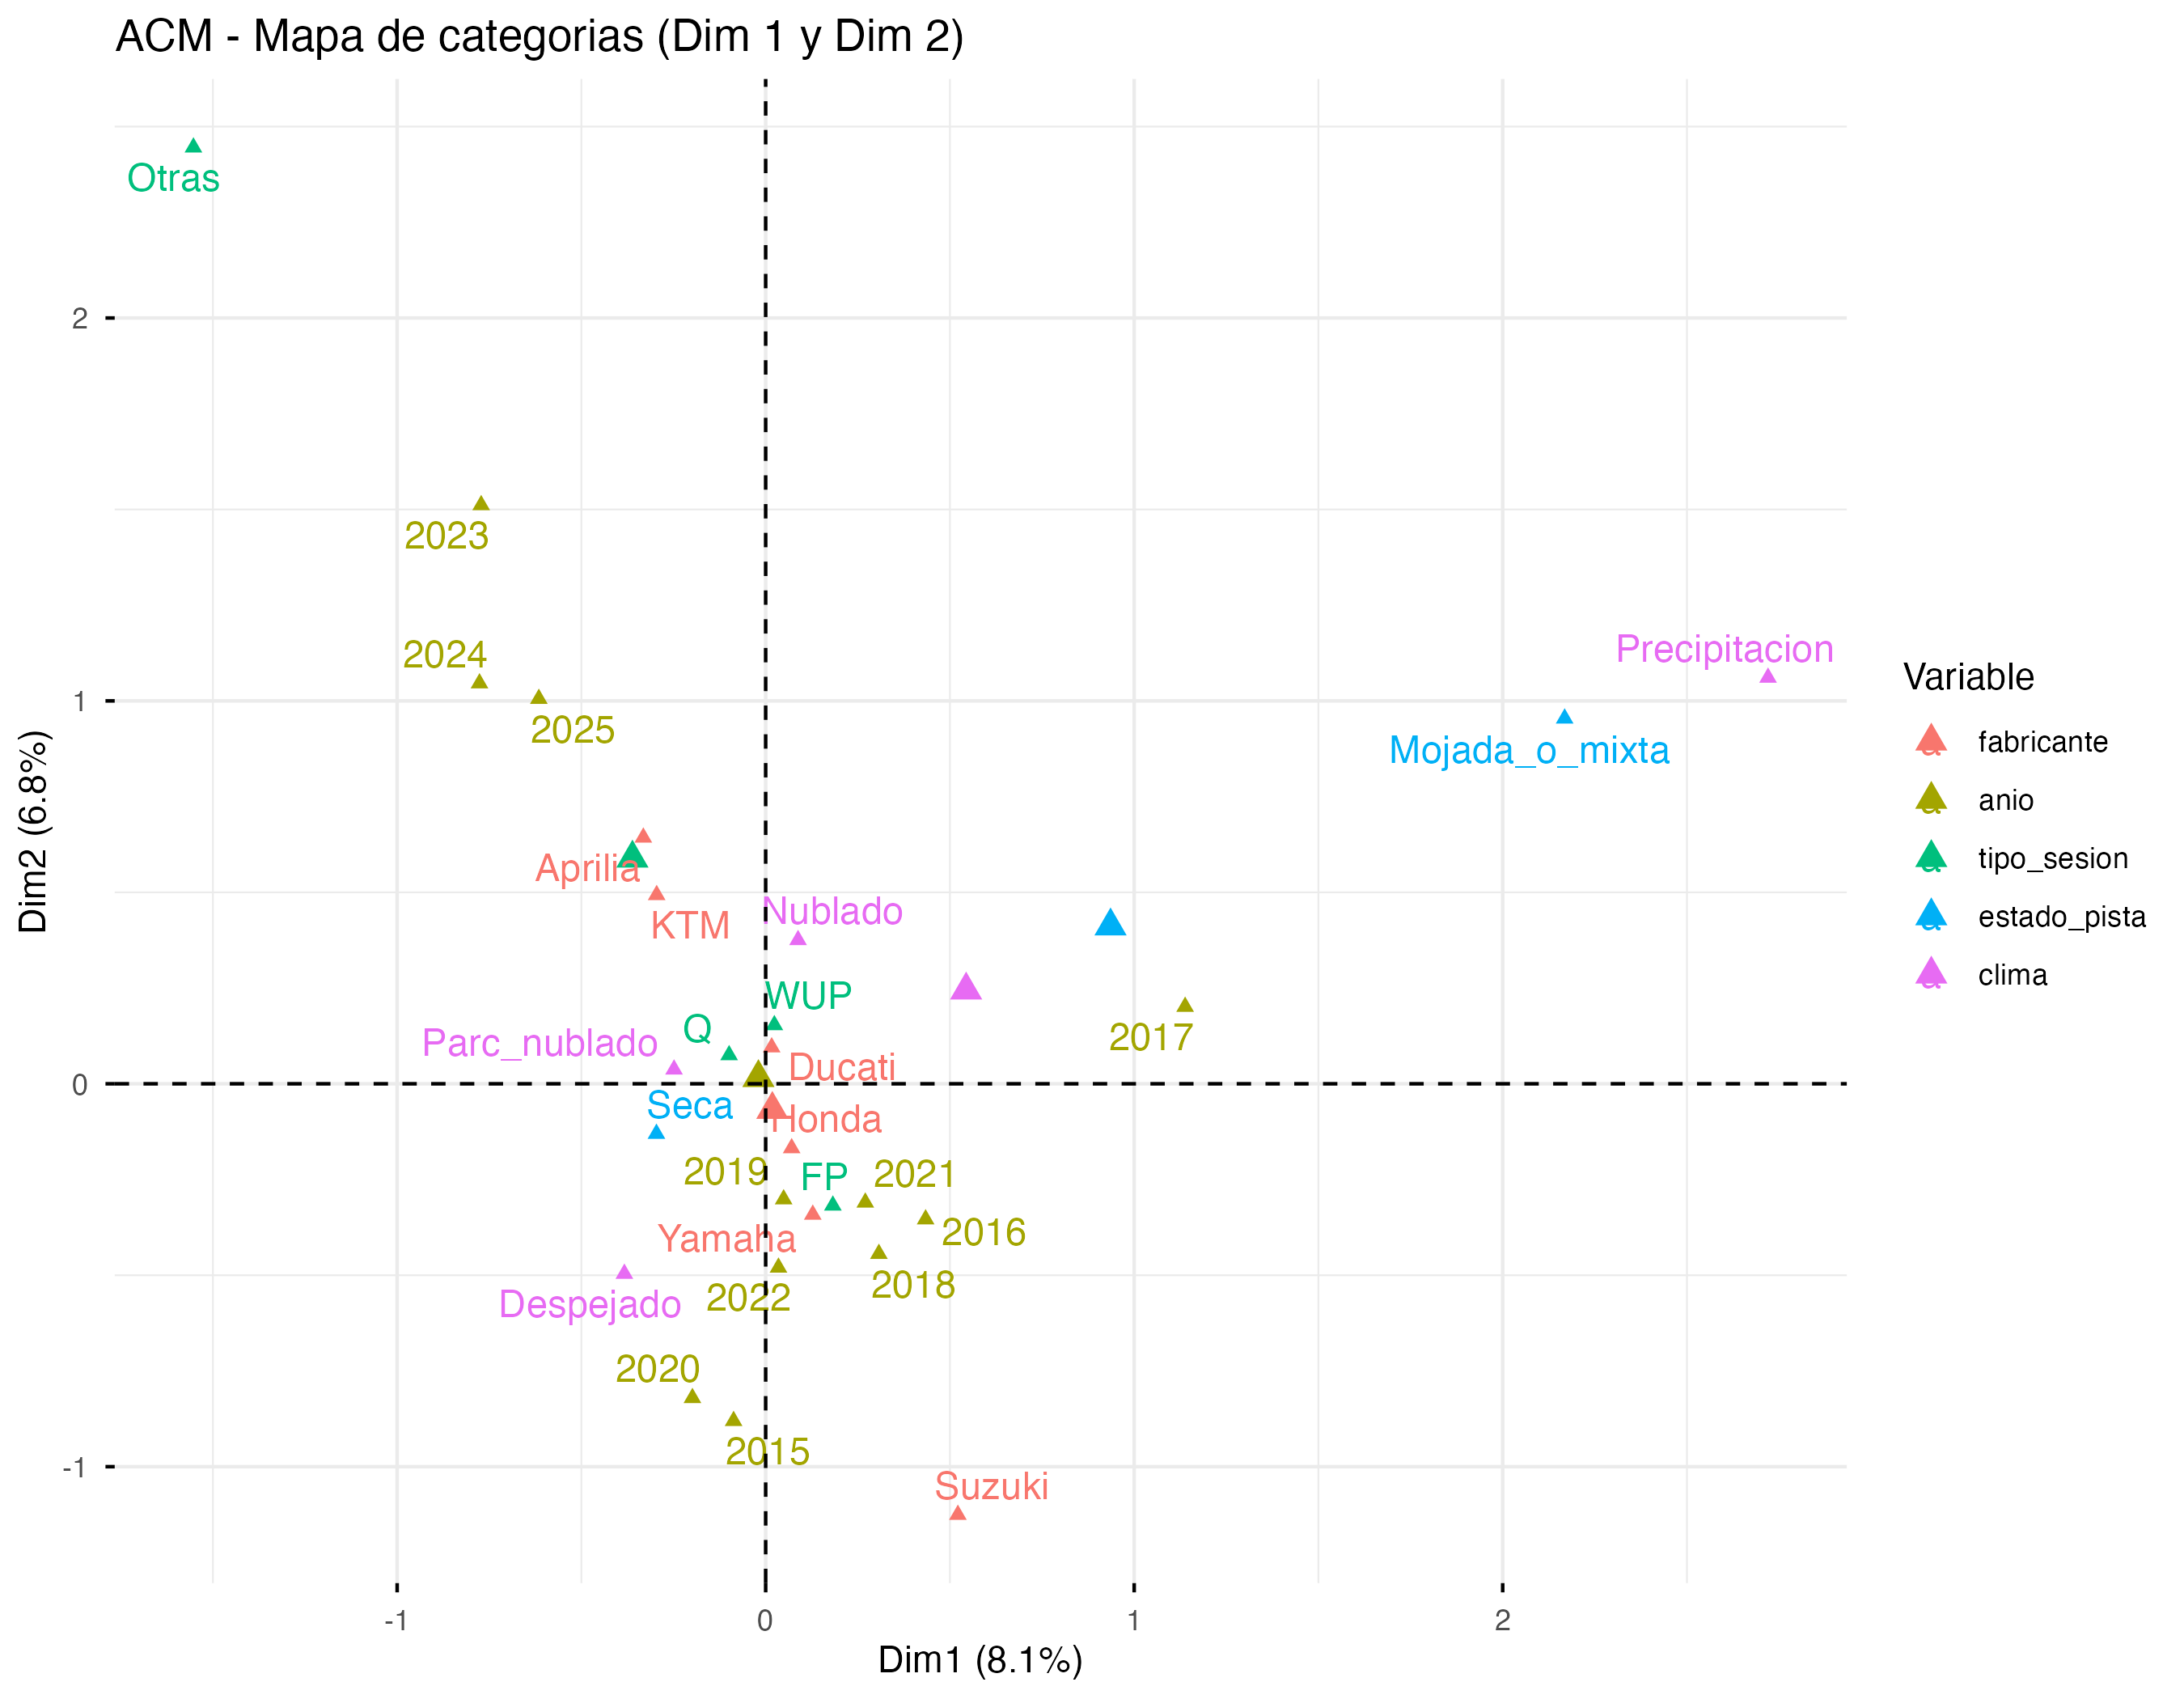 ACM - Mapa de categorias (Dim 1 y Dim 2)
Otras
2
2023
2024
Precipitacion
1
2025
Mojada_o_mixta
Aprilia
KTM
Nublado
WUP
Q
2017
Parc_nublado
Ducati
0
Seca
Honda
2019
FP
2021
Yamaha
2016
2022
2018
Despejado
2020
2015
-1
Suzuki
-1
0
1
2
Dim1 (8.1%)
Dim2 (6.8%)
Variable
a fabricante
a anio
a tipo_sesion
a estado_pista
a clima